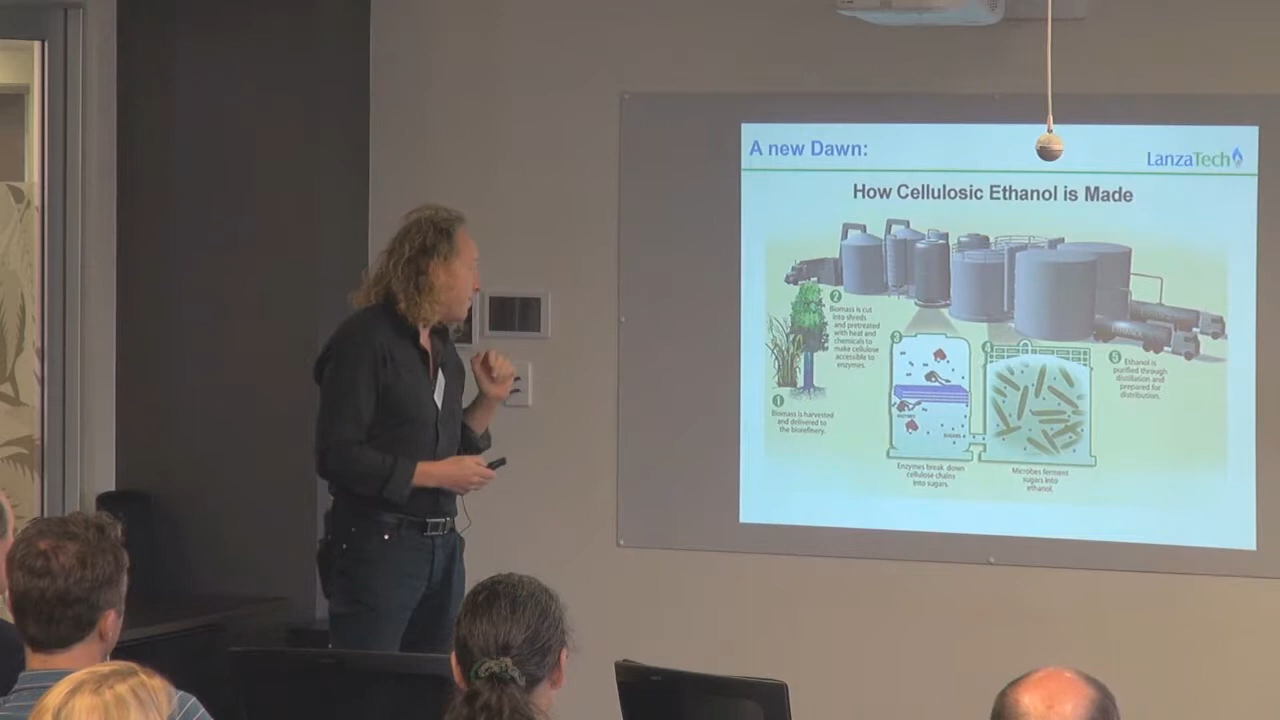 A new Dawn:
LanzaTech
How Cellulosic Ethanol is Made
2
Biomass is cut
into shreds
and pretreated
with heat and
chemicals to
make cellulose
accessible to
enzymes.
1
Biomass is harvested
and delivered to
the biorefinery.
3
ENZYMES
SUGARS
Enzymes break down
cellulose chains
into sugars.
4
Microbes ferment
sugars into
ethanol.
5
Ethanol is
purified through
distillation and
prepared for
distribution.